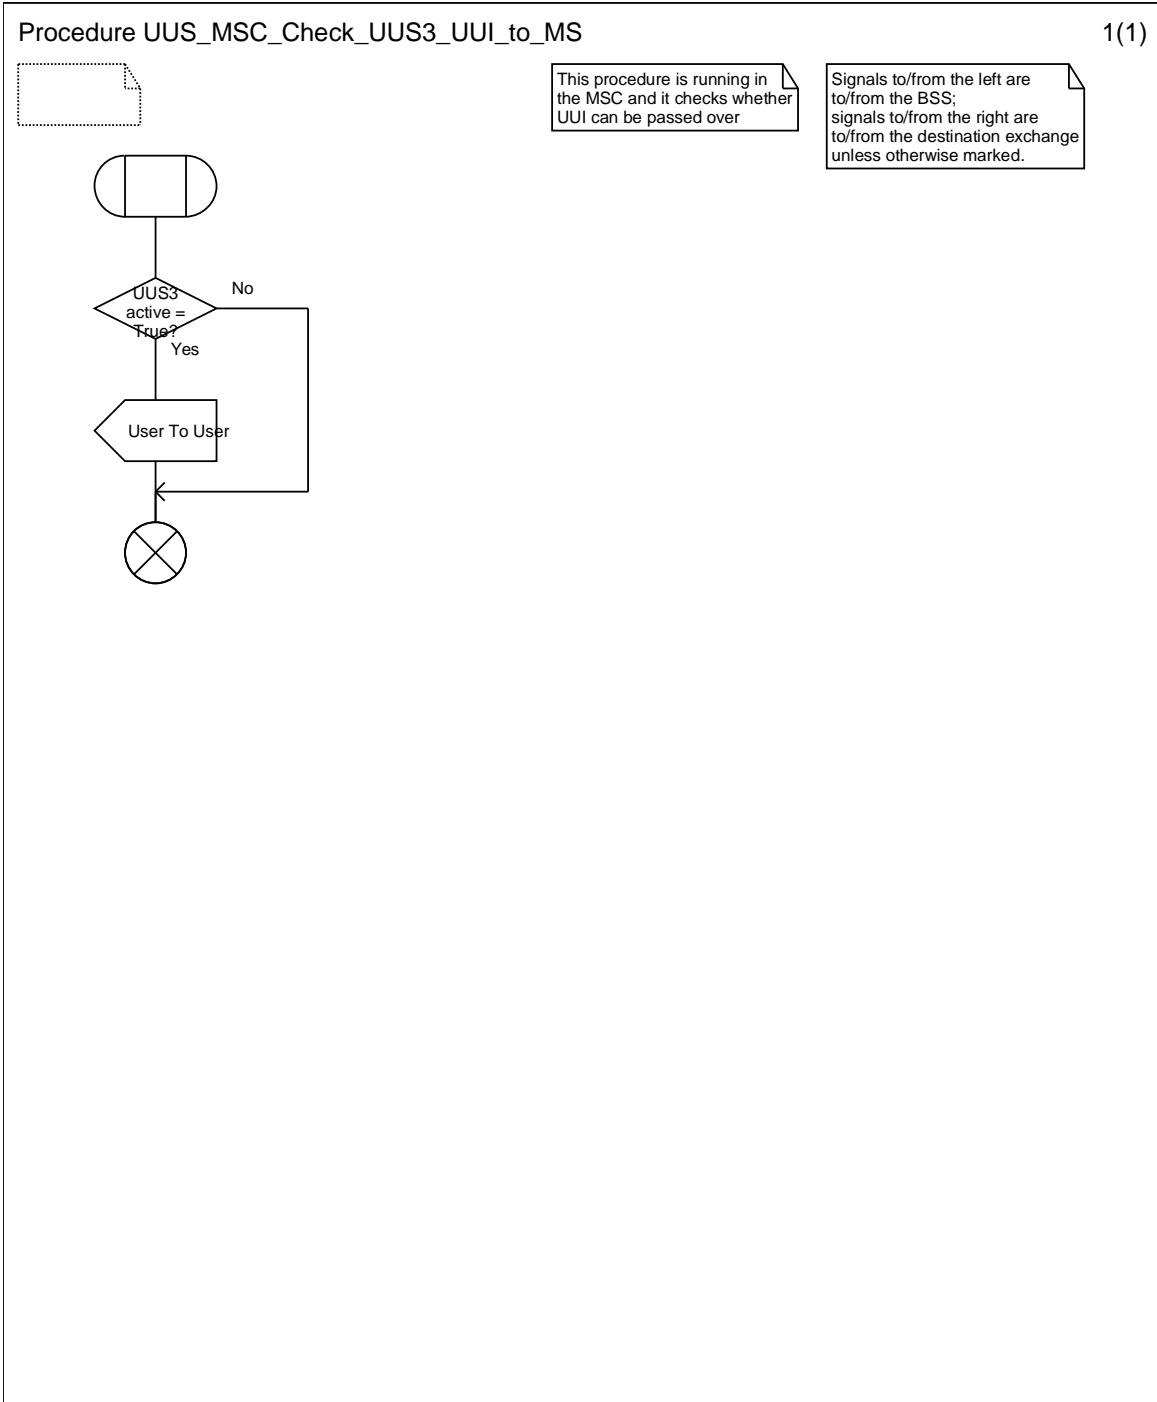 Procedure UUS_MSC_Check_UUS3_UUI_to_MS
1(1)
This procedure is running in
the MSC and it checks whether
UUI can be passed over
Signals to/from the left are
to/from the BSS;
signals to/from the right are
to/from the destination exchange
unless otherwise marked.
UUS3
active =
True?
No
Yes
User To User